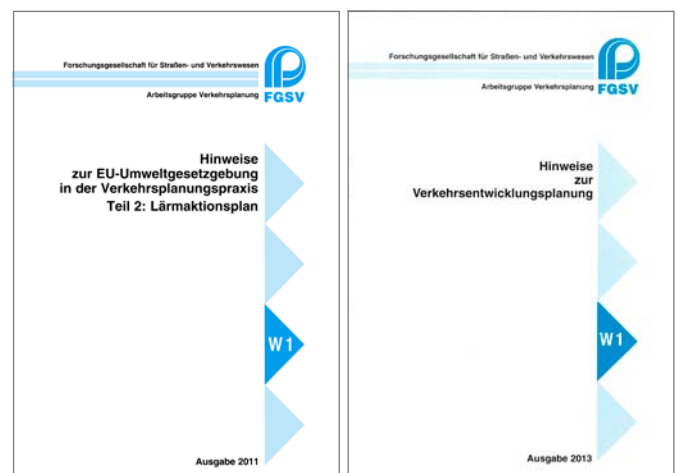 Forschungsgesellschaft für Straßen- und Verkehrswesen
Arbeitsgruppe Verkehrsplanung
FGSV
Hinweise
zur EU-Umweltgesetzgebung
in der Verkehrsplanungspraxis
Teil 2: Lärmaktionsplan
W 1
Ausgabe 2011
Forschungsgesellschaft für Straßen- und Verkehrswesen
Arbeitsgruppe Verkehrsplanung
FGSV
Hinweise
zur
Verkehrsentwicklungsplanung
W 1
Ausgabe 2013